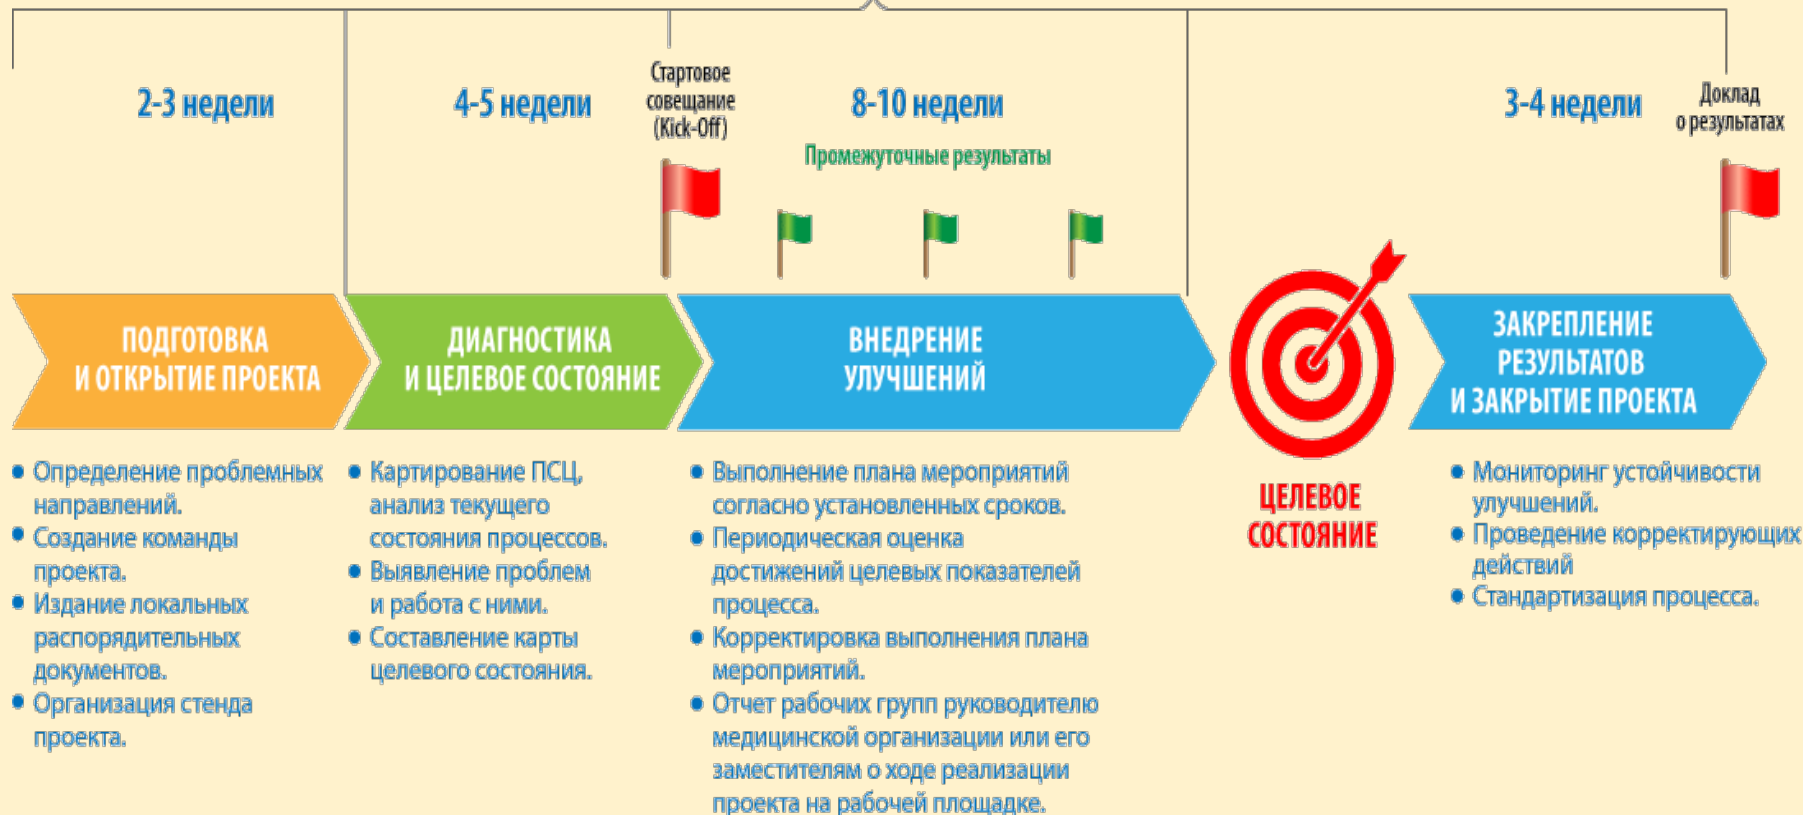 2-3 недели
4-5 недели
Стартовое
совещание
(Kick-Off)
8-10 недели
Промежуточные результаты
3-4 недели
Доклад
о результатах
ПОДГОТОВКА
И ОТКРЫТИЕ ПРОЕКТА
ДИАГНОСТИКА
И ЦЕЛЕВОЕ СОСТОЯНИЕ
ВНЕДРЕНИЕ
УЛУЧШЕНИЙ
ЦЕЛЕВОЕ
СОСТОЯНИЕ
ЗАКРЕПЛЕНИЕ
РЕЗУЛЬТАТОВ
И ЗАКРЫТИЕ ПРОЕКТА
• Определение проблемных
направлений.
• Создание команды
проекта.
• Издание локальных
распорядительных
документов.
• Организация стенда
проекта.
• Картирование ПСЦ,
анализ текущего
состояния процессов.
• Выявление проблем
и работа с ними.
• Составление карты
целевого состояния.
• Выполнение плана мероприятий
согласно установленных сроков.
• Периодическая оценка
достижений целевых показателей
процесса.
• Корректировка выполнения плана
мероприятий.
• Отчет рабочих групп руководителю
медицинской организации или его
заместителям о ходе реализации
проекта на рабочей площадке.
• Мониторинг устойчивости
улучшений.
• Проведение корректирующих
действий
• Стандартизация процесса.